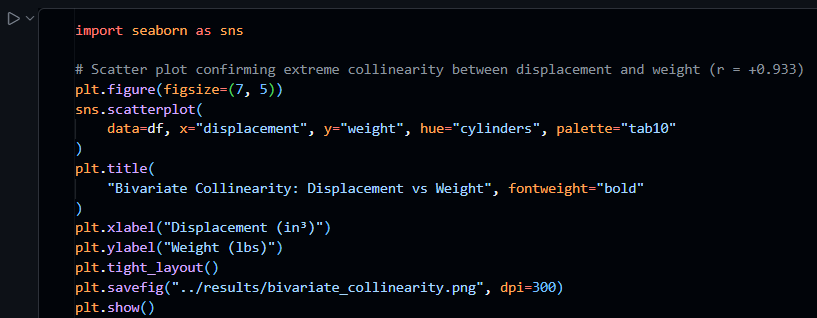 import seaborn as sns
# Scatter plot confirming extreme collinearity between displacement and weight (r = +0.933)
plt.figure(figsize=(7, 5))
sns.scatterplot(
    data=df, x="displacement", y="weight", hue="cylinders", palette="tab10"
)
plt.title(
    "Bivariate Collinearity: Displacement vs Weight", fontweight="bold"
)
plt.xlabel("Displacement (in³)")
plt.ylabel("Weight (lbs)")
plt.tight_layout()
plt.savefig("../results/bivariate_collinearity.png", dpi=300)
plt.show()